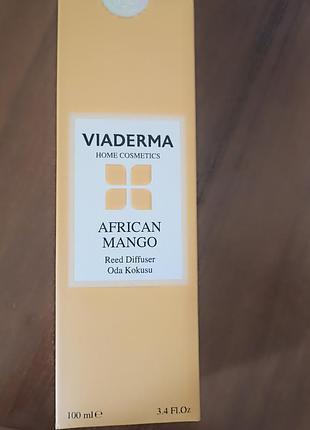 VIADERMA
HOME COSMETICS
AFRICAN
MANGO
Reed Diffuser
Oda Kokusu
100 ml℮ 3.4 Fl.Oz